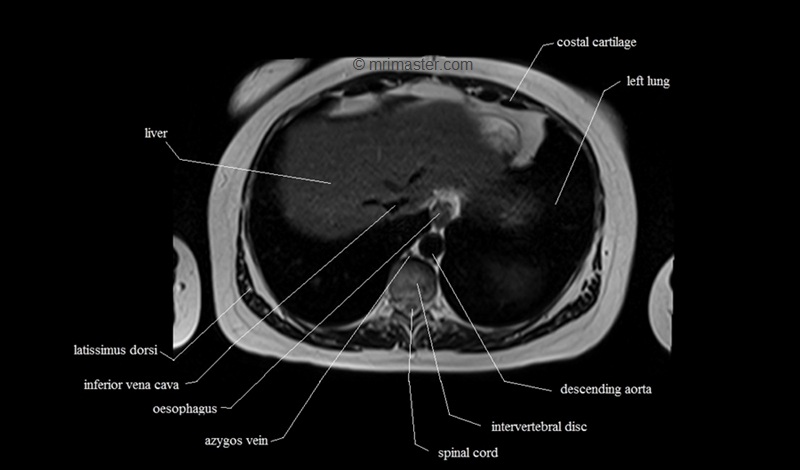 costal cartilage
© mrimaster.com
left lung
liver
latissimus dorsi
inferior vena cava
descending aorta
oesophagus
intervertebral disc
azygos vein
spinal cord